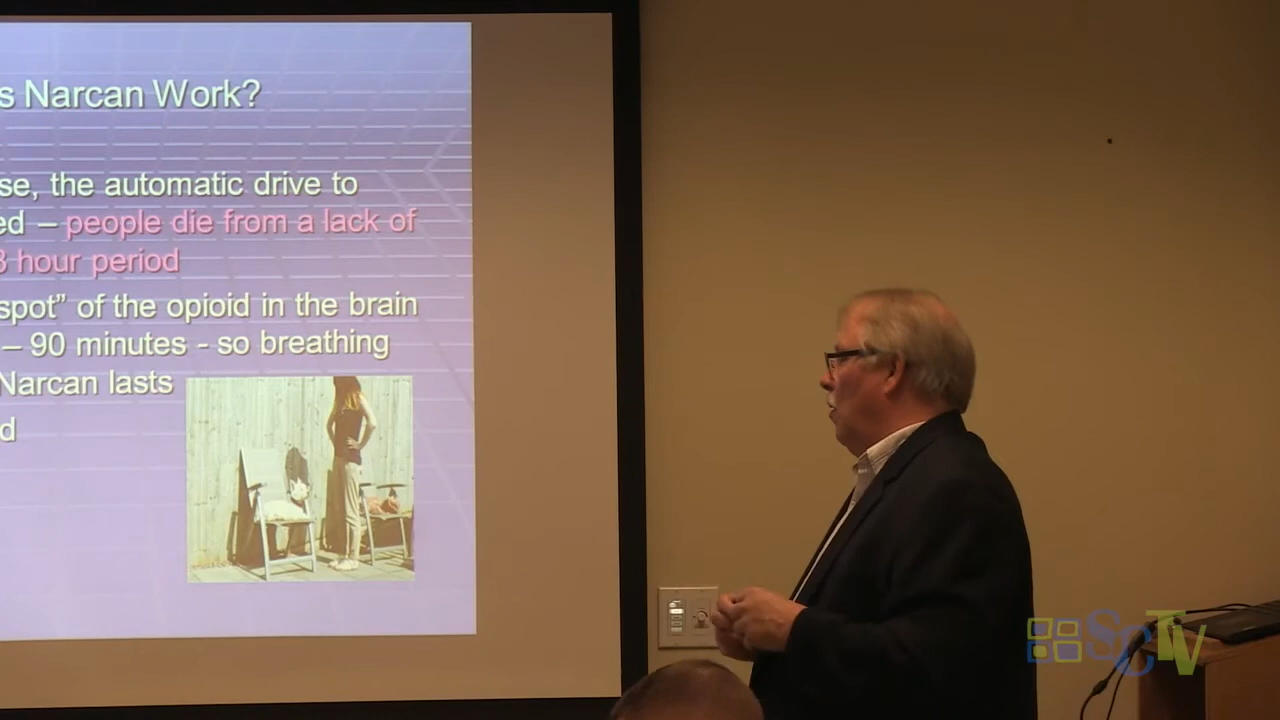 s Narcan Work?
se, the automatic drive to
ed – people die from a lack of
3 hour period
spot” of the opioid in the brain
– 90 minutes - so breathing
Narcan lasts
d
SCTV